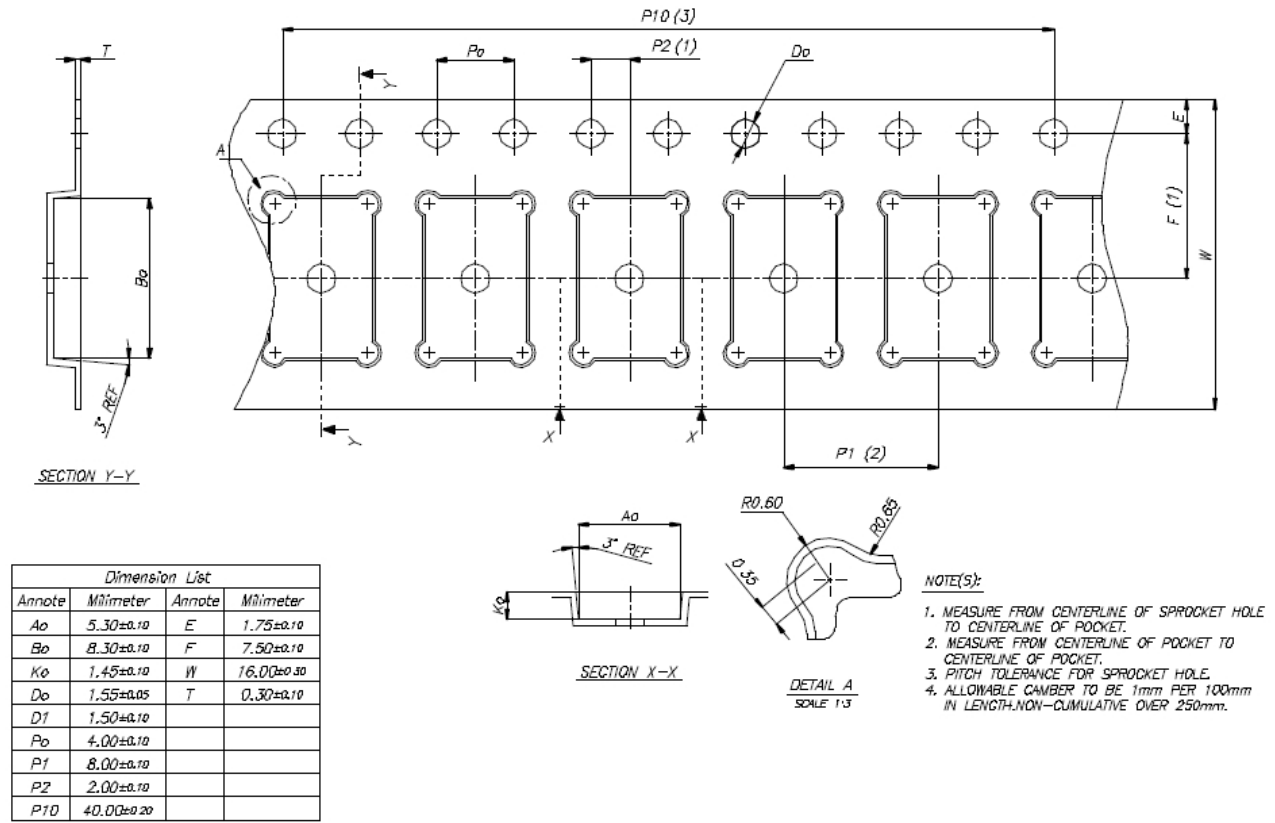 P10 (3)
T
Po
P2 (1)
Do
Y
E
A
F (1)
W
Bo
3° REF
X
X
Y
P1 (2)
SECTION Y-Y
Ao
3° REF
Ko
SECTION X-X
R0.60
R0.65
0.35
DETAIL A
SCALE 1:3
Dimension List
Annote Milimeter Annote Milimeter
Ao 5.30±0.10 E 1.75±0.10
Bo 8.30±0.10 F 7.50±0.10
Ko 1.45±0.10 W 16.00±0.30
Do 1.55±0.05 T 0.30±0.10
D1 1.50±0.10
Po 4.00±0.10
P1 8.00±0.10
P2 2.00±0.10
P10 40.00±0.20
NOTE(S):
1. MEASURE FROM CENTERLINE OF SPROCKET HOLE
TO CENTERLINE OF POCKET.
2. MEASURE FROM CENTERLINE OF POCKET TO
CENTERLINE OF POCKET.
3. PITCH TOLERANCE FOR SPROCKET HOLE.
4. ALLOWABLE CAMBER TO BE 1mm PER 100mm
IN LENGTH.NON-CUMULATIVE OVER 250mm.